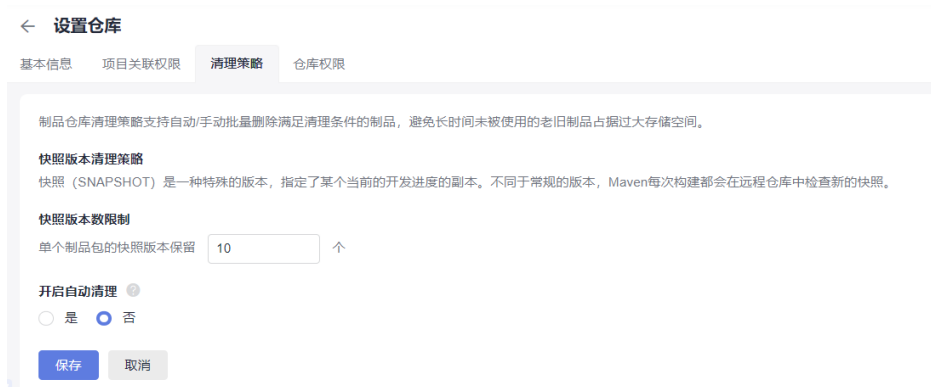 ← 设置仓库
基本信息 项目关联权限 清理策略 仓库权限
制品仓库清理策略支持自动/手动批量删除满足清理条件的制品，避免长时间未被使用的老旧制品占据过大存储空间。
快照版本清理策略
快照（SNAPSHOT）是一种特殊的版本，指定了某个当前的开发进度的副本。不同于常规的版本，Maven每次构建都会在远程仓库中检查新的快照。
快照版本数限制
单个制品包的快照版本保留 10 个
开启自动清理 ?
是 否
保存 取消